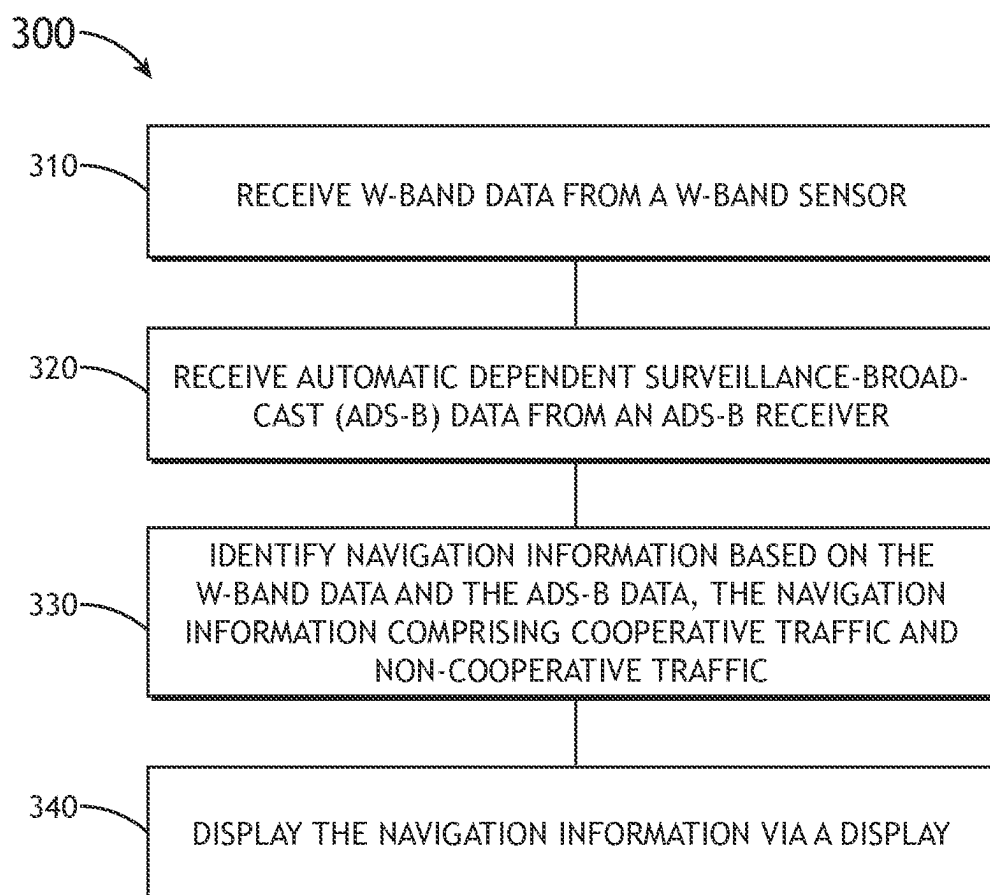 300
310
RECEIVE W-BAND DATA FROM A W-BAND SENSOR
320
RECEIVE AUTOMATIC DEPENDENT SURVEILLANCE-BROAD-
CAST (ADS-B) DATA FROM AN ADS-B RECEIVER
330
IDENTIFY NAVIGATION INFORMATION BASED ON THE
W-BAND DATA AND THE ADS-B DATA, THE NAVIGATION
INFORMATION COMPRISING COOPERATIVE TRAFFIC AND
NON-COOPERATIVE TRAFFIC
340
DISPLAY THE NAVIGATION INFORMATION VIA A DISPLAY